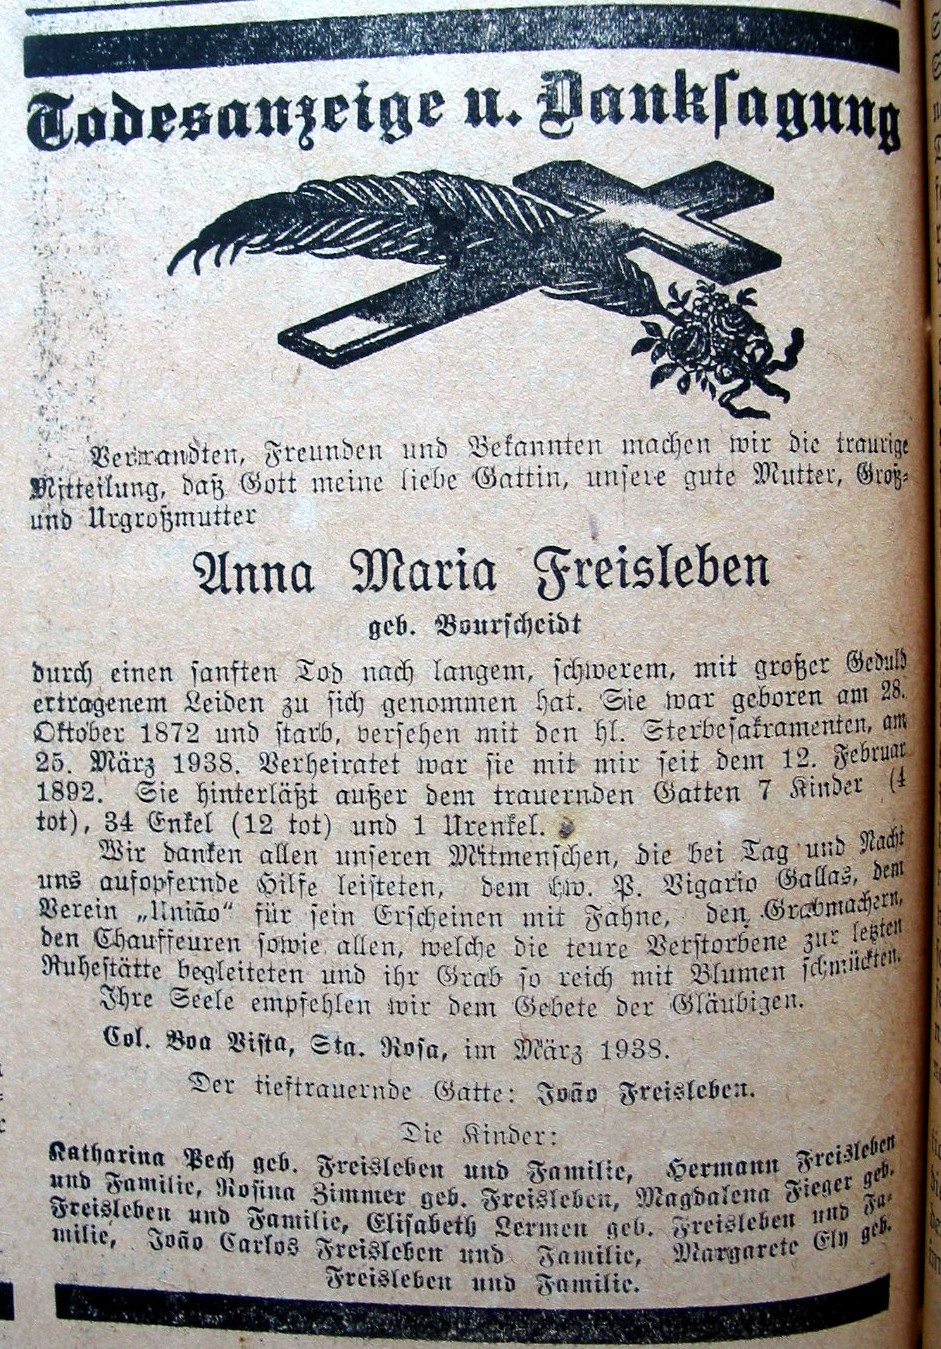 Todesanzeige u. Danksagung
Verwandten, Freunden und Bekannten machen wir die traurige
Mitteilung, daß Gott meine liebe Gattin, unsere gute Mutter, Groß-
und Urgroßmutter
Anna Maria Freisleben
geb. Bourscheidt
durch einen sanften Tod nach langem, schwerem, mit großer Geduld
ertragenem Leiden zu sich genommen hat. Sie war geboren am 28.
Oktober 1872 und starb, versehen mit den hl. Sterbesakramenten, am
25. März 1938. Verheiratet war sie mit mir seit dem 12. Februar
1892. Sie hinterläßt außer dem trauernden Gatten 7 Kinder (4
tot), 34 Enkel (12 tot) und 1 Urenkel.
Wir danken allen unseren Mitmenschen, die bei Tag und Nacht
uns aufopfernde Hilfe leisteten, dem hw. P. Vigario Gallas, dem
Verein „União“ für sein Erscheinen mit Fahne, den Grabmachern,
den Chauffeuren sowie allen, welche die teure Verstorbene zur letzten
Ruhestätte begleiteten und ihr Grab so reich mit Blumen schmückten.
Ihre Seele empfehlen wir dem Gebete der Gläubigen.
Col. Boa Vista, Sta. Rosa, im März 1938.
Der tieftrauernde Gatte: João Freisleben.
Die Kinder:
Katharina Pech geb. Freisleben und Familie, Hermann Freisleben
und Familie, Rosina Zimmer geb. Freisleben, Magdalena Fieger geb.
Freisleben und Familie, Elisabeth Lermen geb. Freisleben und Fa-
milie, João Carlos Freisleben und Familie, Margarete Ely geb.
Freisleben und Familie.